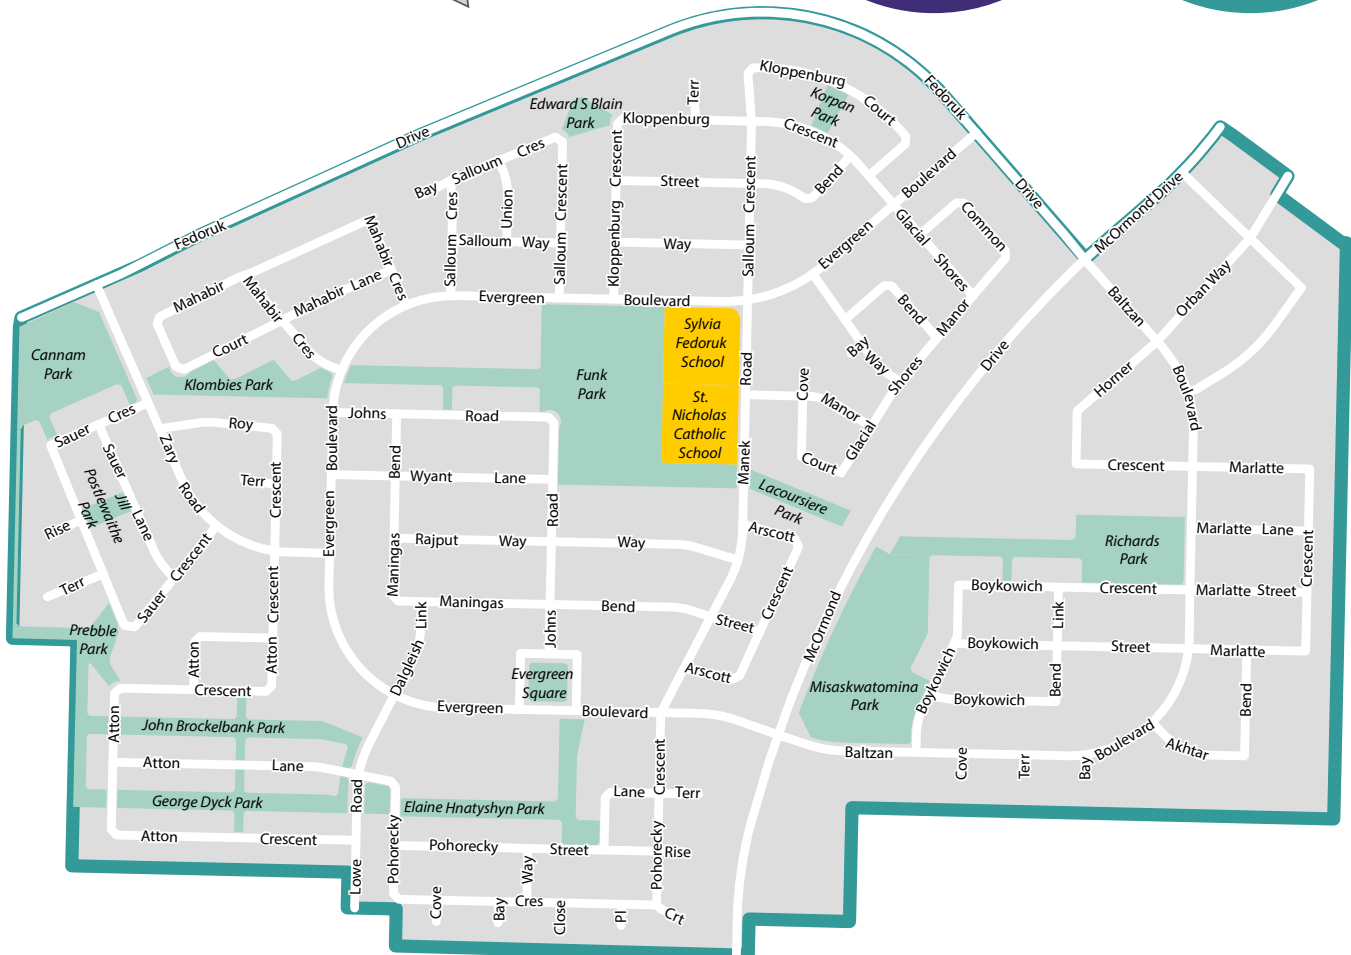 Kloppenburg
Fedoruk
Terr
Korpan
Park
Court
Edward S Blain
Park
Kloppenburg
Crescent
Drive
Cres
Salloum
Bay
Crescent
Street
Bend
Boulevard
Drive
McOrmond Drive
Cres
Union
Crescent
Kloppenburg Crescent
Salloum Crescent
Glacial
Common
Fedoruk
Mahabir
Cres
Salloum
Salloum Way
Salloum
Way
Evergreen
Shores
Mahabir
Mahabir
Mahabir Lane
Evergreen
Boulevard
Bend
Manor
Baltzan
Orban Way
Court
Cres
Sylvia
Fedoruk
School
Bay
Way
Drive
Cannam
Park
Klombies Park
Funk
Park
Road
Cove
Shores
Horner
Boulevard
St.
Nicholas
Catholic
School
Manor
Sauer
Cres
Roy
Johns
Road
Boulevard
Glacial
Zary
Sauer
Bend
Wyant
Lane
Manek
Court
Crescent
Marlatte
Postlewaithe
Park
Jill
Lane
Road
Terr
Crescent
Lacoursiere
Park
Rise
Evergreen
Road
Arscott
Rajput
Way
Way
Marlatte Lane
Richards
Park
Crescent
Terr
Sauer
Crescent
Crescent
Maningas
Maningas
Bend
Crescent
Boykowich
Crescent
Marlatte Street
Link
Link
Street
McOrmond
Prebble
Park
Johns
Boykowich
Street
Marlatte
Atton
Atton
Dalgleish
Arscott
Boykowich
Bend
Crescent
Evergreen
Square
Misaskwatomina
Park
Boykowich
Bend
Atton
Evergreen
Boulevard
John Brockelbank Park
Baltzan
Cove
Terr
Bay
Boulevard
Akhtar
Atton
Lane
Crescent
George Dyck Park
Road
Elaine Hnatyshyn Park
Lane
Terr
Atton
Crescent
Pohorecky
Pohorecky
Street
Pohorecky
Rise
Lowe
Way
Cove
Bay
Cres
Close
Pl
Crt